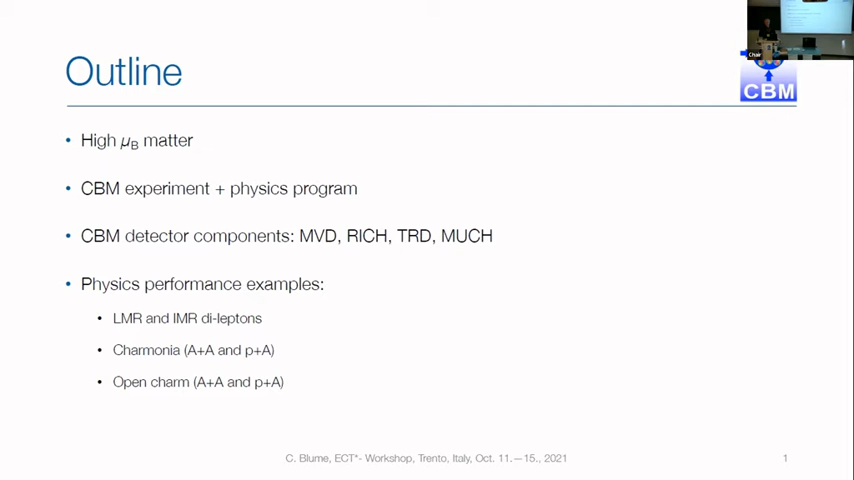 Chair
Outline
CBM
• High μB matter
• CBM experiment + physics program
• CBM detector components: MVD, RICH, TRD, MUCH
• Physics performance examples:
• LMR and IMR di-leptons
• Charmonia (A+A and p+A)
• Open charm (A+A and p+A)
C. Blume, ECT*- Workshop, Trento, Italy, Oct. 11.—15., 2021
1